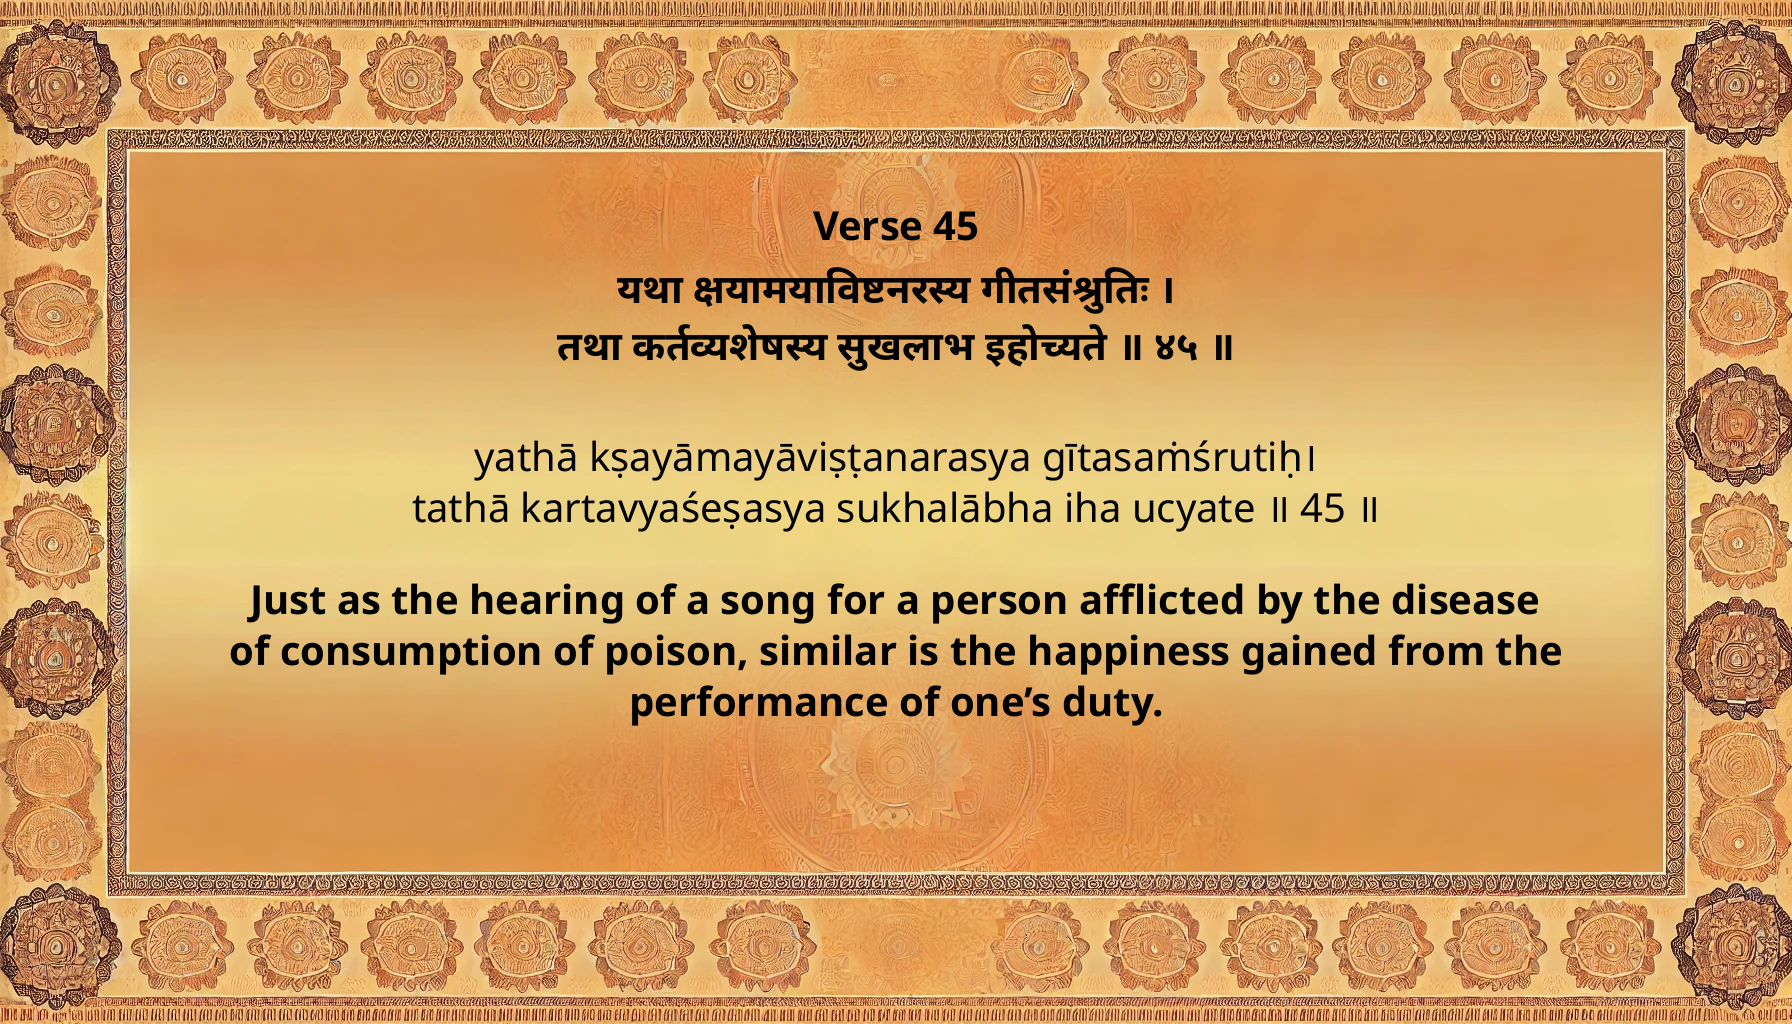 Verse 45
यथा क्षयामयाविष्टनरस्य गीतसंश्रुतिः ।
तथा कर्तव्यशेषस्य सुखलाभ इहोच्यते ॥ ४५ ॥
yathā kṣayāmayāviṣṭanarasya gītasaṁśrutiḥ।
tathā kartavyaśeṣasya sukhalābha iha ucyate ॥ 45 ॥
Just as the hearing of a song for a person afflicted by the disease
of consumption of poison, similar is the happiness gained from the
performance of one’s duty.